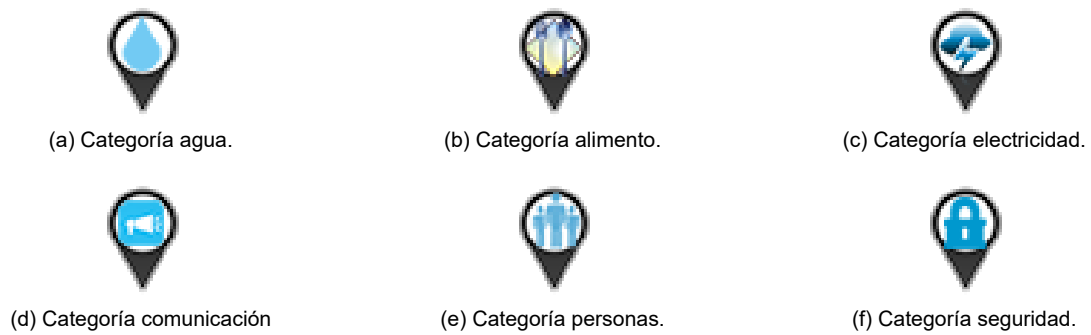 (a) Categoría agua.
(b) Categoría alimento.
(c) Categoría electricidad.
(d) Categoría comunicación
(e) Categoría personas.
(f) Categoría seguridad.